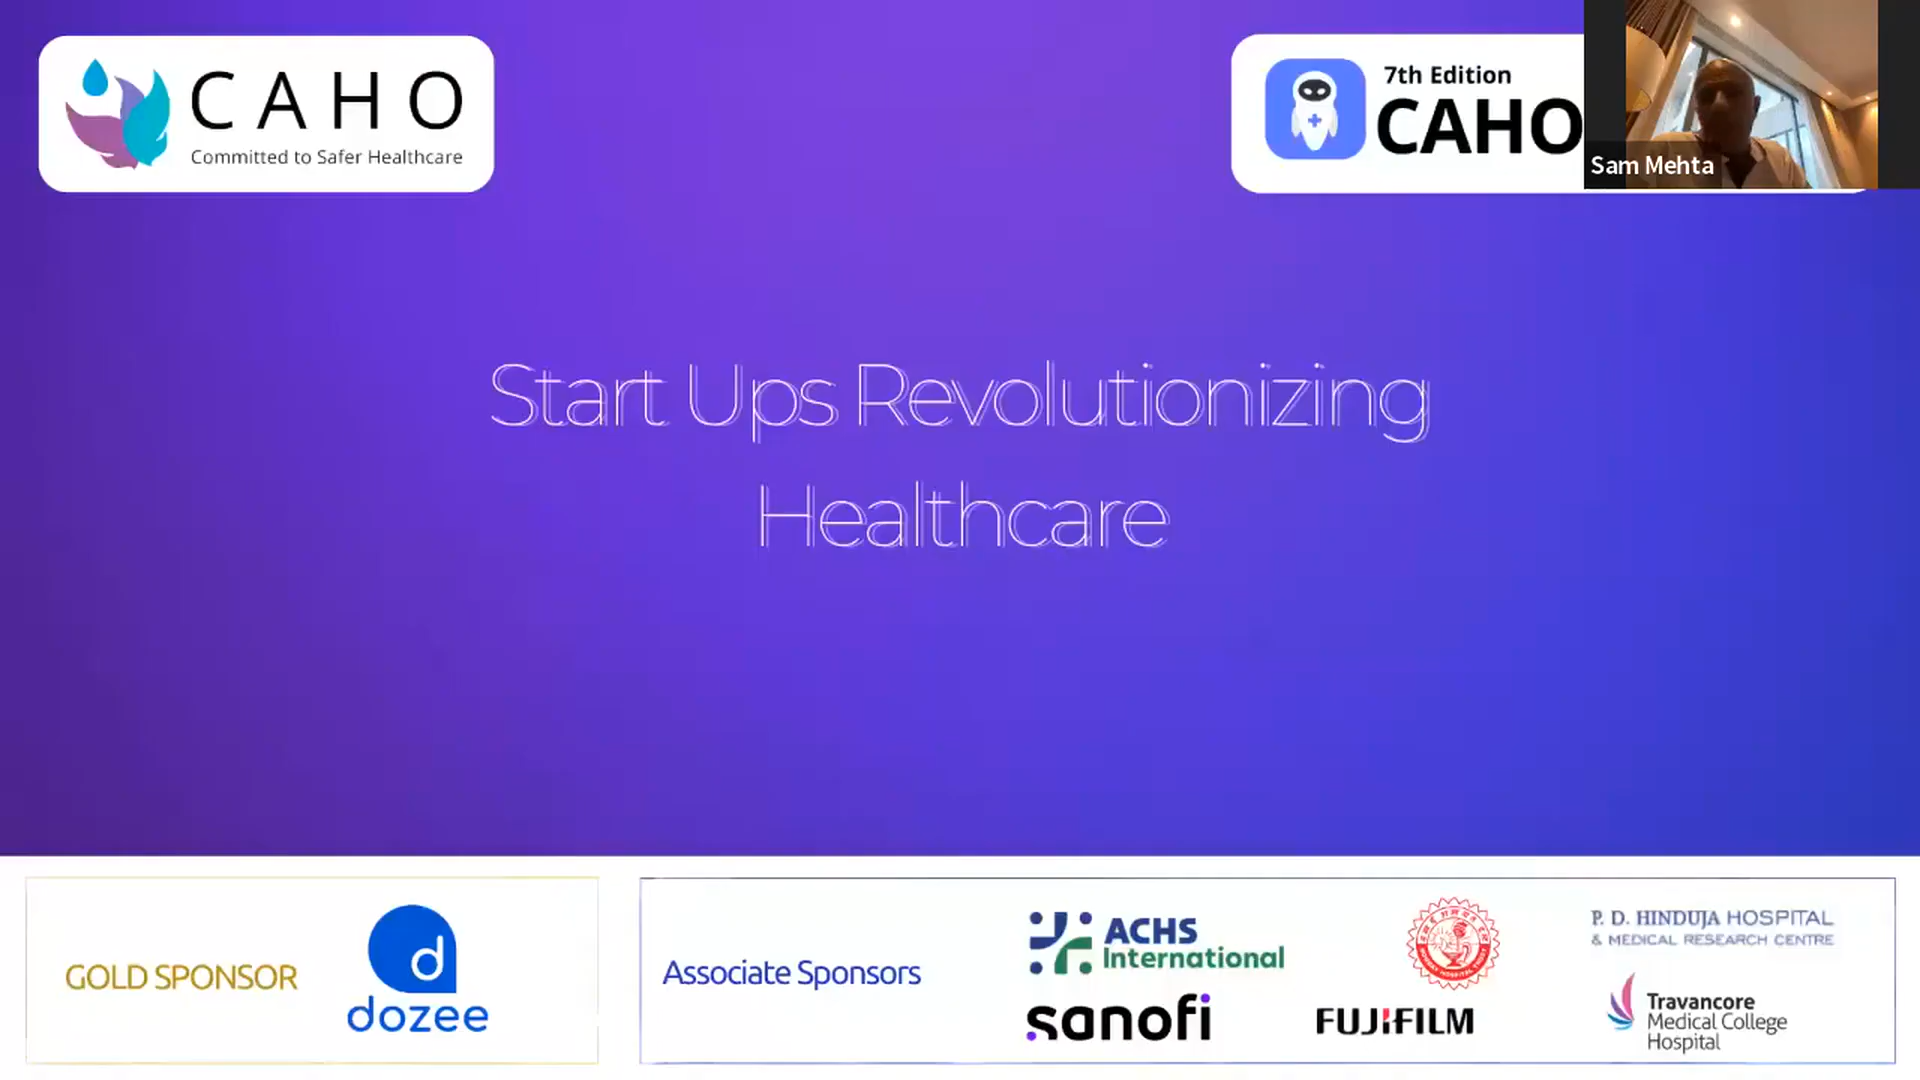 CAHO
Committed to Safer Healthcare
7th Edition
CAHO
Sam Mehta
Start Ups Revolutionizing
Healthcare
GOLD SPONSOR
d
dozee
Associate Sponsors
ACHS
International
sanofi
FUJIFILM
P. D. HINDUJA HOSPITAL
& MEDICAL RESEARCH CENTRE
Travancore
Medical College
Hospital